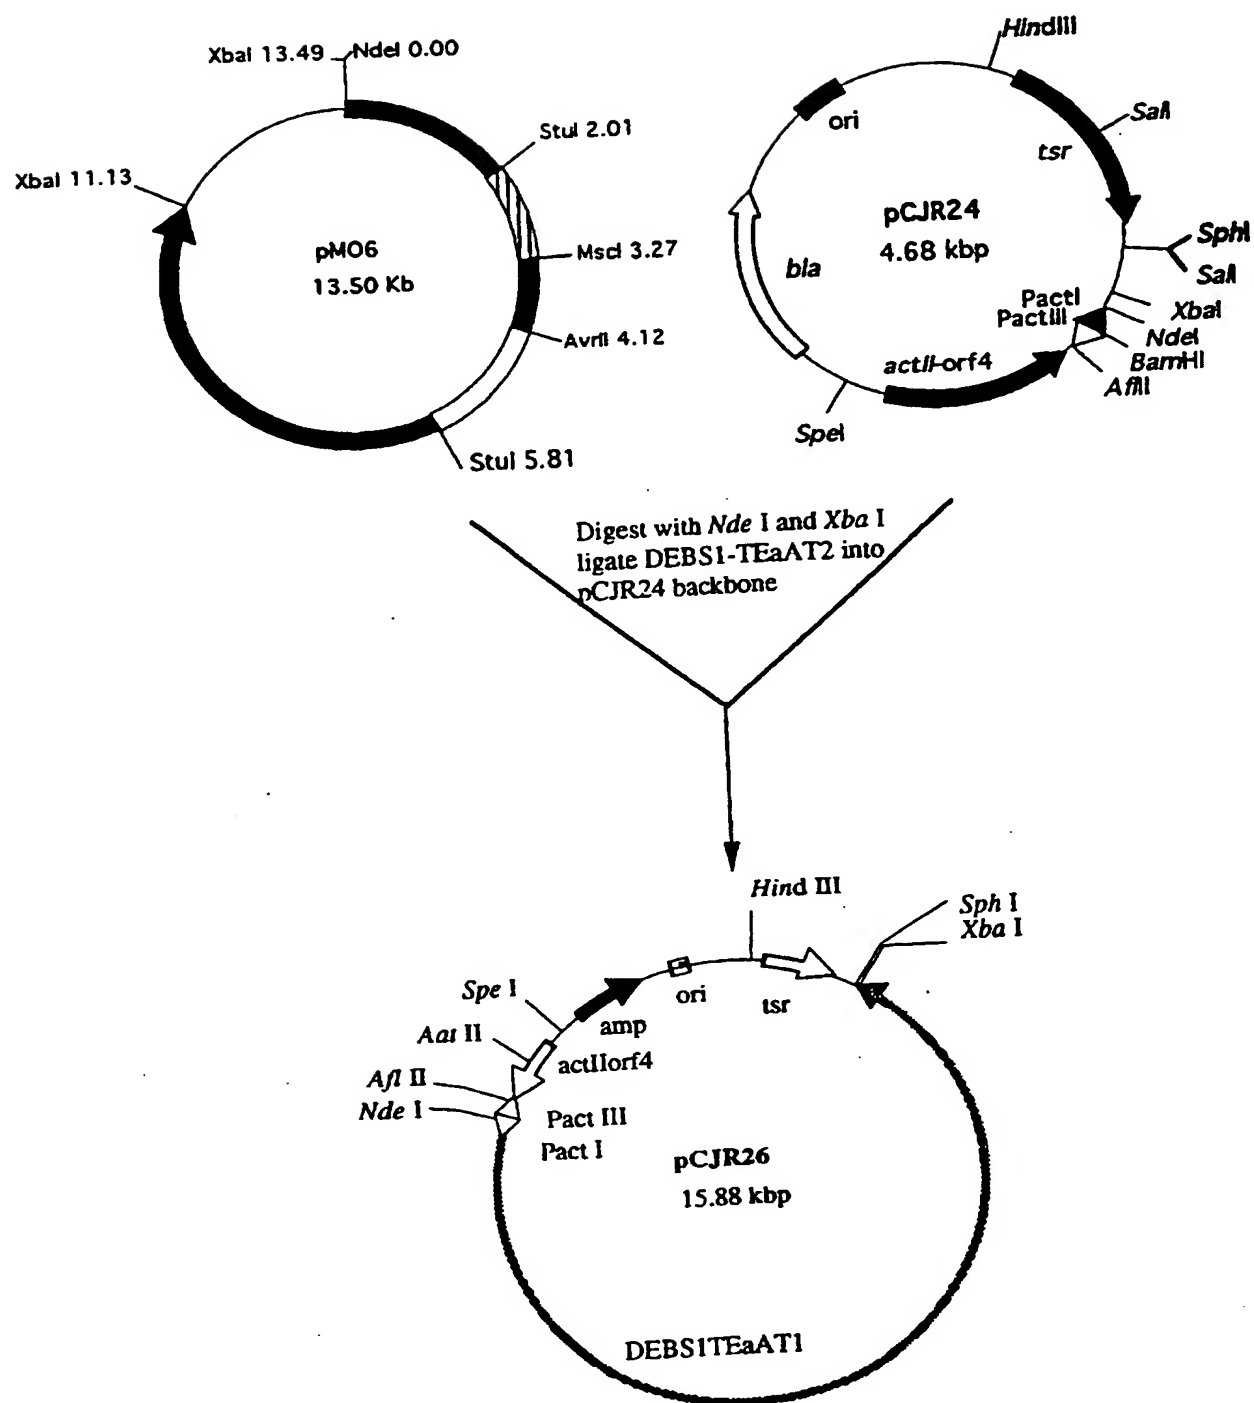 XbaI 13.49
NdeI 0.00
StuI 2.01
XbaI 11.13
pMO6
13.50 Kb
MscI 3.27
AvrII 4.12
StuI 5.81
HindIII
ori
SalI
tsr
pCJR24
4.68 kbp
SphI
SalI
bla
PactI
PactIII
XbaI
NdeI
BamHI
AflII
actII-orf4
SpeI
Digest with Nde I and Xba I
ligate DEBS1-TEaAT2 into
pCJR24 backbone
Hind III
Sph I
Xba I
Spe I
ori
tsr
amp
Aat II
actIIorf4
Afl II
Nde I
Pact III
Pact I
pCJR26
15.88 kbp
DEBS1TEaAT1